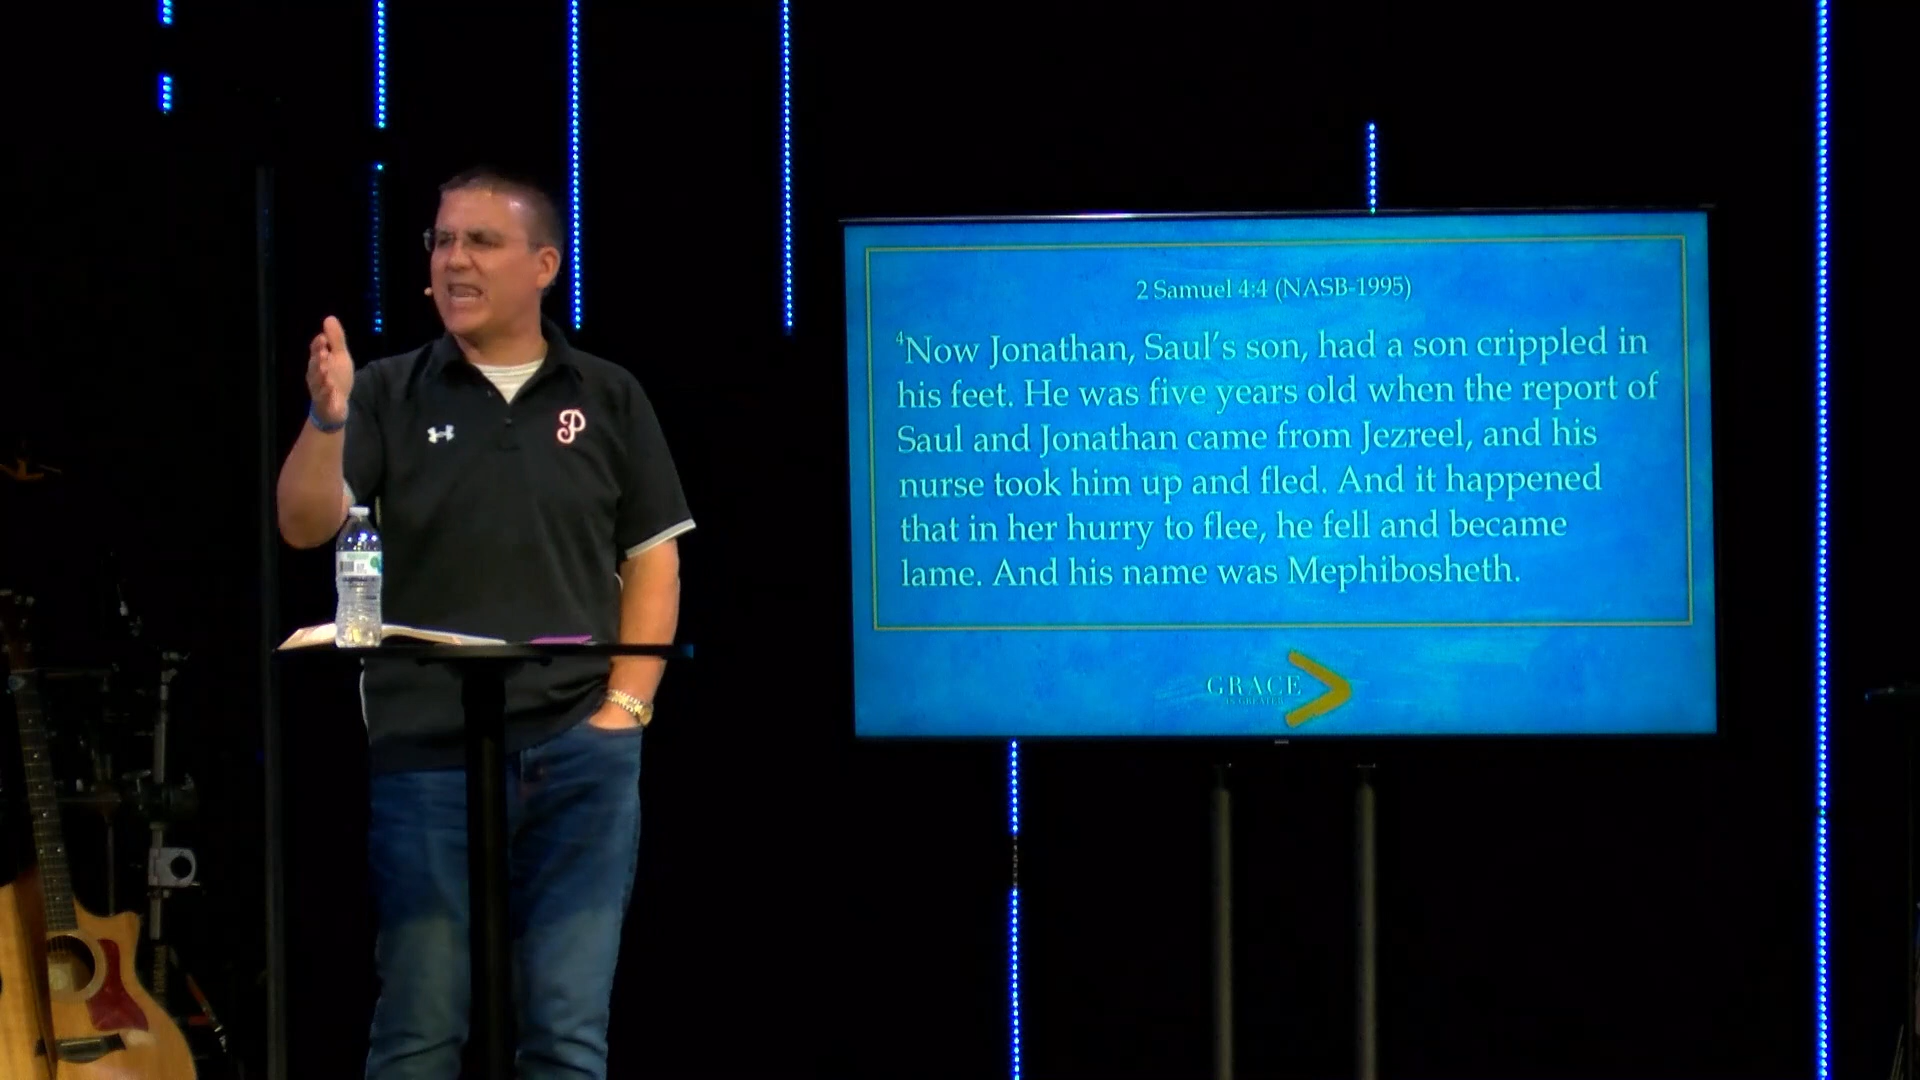 2 Samuel 4:4 (NASB-1995)
⁴Now Jonathan, Saul's son, had a son crippled in
his feet. He was five years old when the report of
Saul and Jonathan came from Jezreel, and his
nurse took him up and fled. And it happened
that in her hurry to flee, he fell and became
lame. And his name was Mephibosheth.
GRACE
IS GREATER
P
YAMAHA